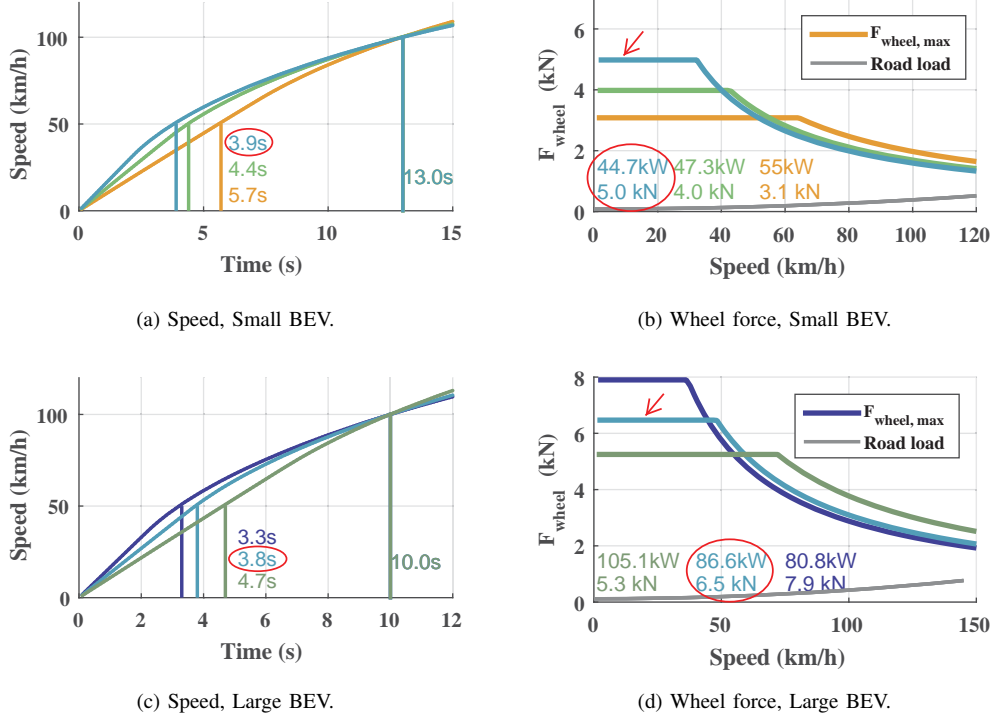 100
50
0
0
5
10
15
Speed (km/h)
Time (s)
3.9s
4.4s
5.7s
13.0s
(a) Speed, Small BEV.
6
4
2
0
0
20
40
60
80
100
120
F_wheel (kN)
Speed (km/h)
F_wheel, max
Road load
44.7kW 47.3kW 55kW
5.0 kN 4.0 kN 3.1 kN
(b) Wheel force, Small BEV.
100
50
0
0
2
4
6
8
10
12
Speed (km/h)
Time (s)
3.3s
3.8s
4.7s
10.0s
(c) Speed, Large BEV.
8
6
4
2
0
0
50
100
150
F_wheel (kN)
Speed (km/h)
F_wheel, max
Road load
105.1kW 86.6kW 80.8kW
5.3 kN 6.5 kN 7.9 kN
(d) Wheel force, Large BEV.